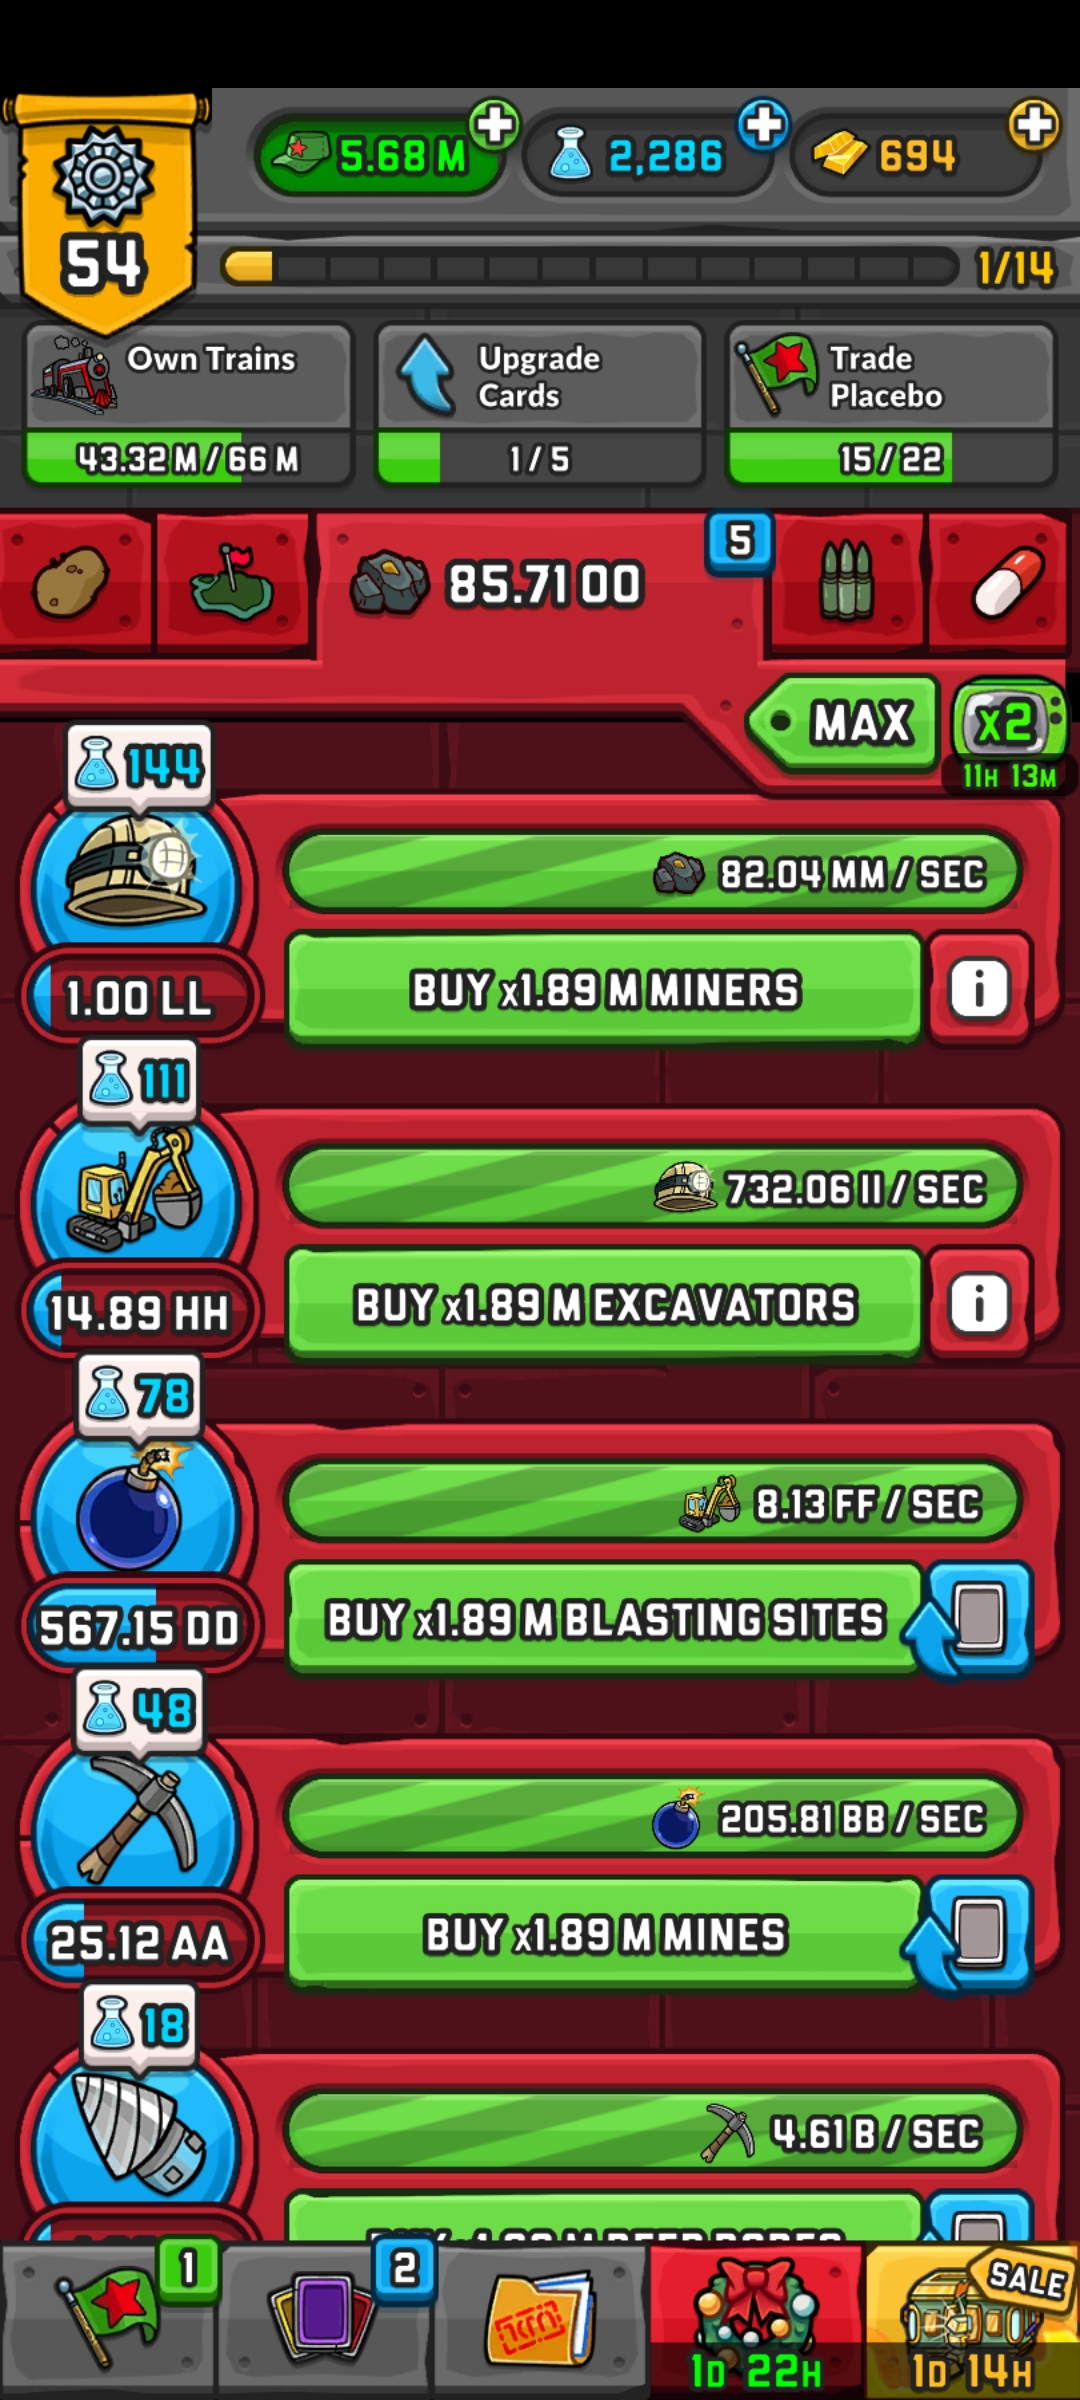 5.68 M
2,286
694
54
1/14
Own Trains
43.32 M / 66 M
Upgrade
Cards
1 / 5
Trade
Placebo
15 / 22
85.71 OO
5
MAX
x2
11H 13M
144
82.04 MM / SEC
1.00 LL
BUY x1.89 M MINERS
i
111
732.06 II / SEC
14.89 HH
BUY x1.89 M EXCAVATORS
i
78
8.13 FF / SEC
567.15 DD
BUY x1.89 M BLASTING SITES
48
205.81 BB / SEC
25.12 AA
BUY x1.89 M MINES
18
4.61 B / SEC
1
2
SALE
1D 22H
1D 14H